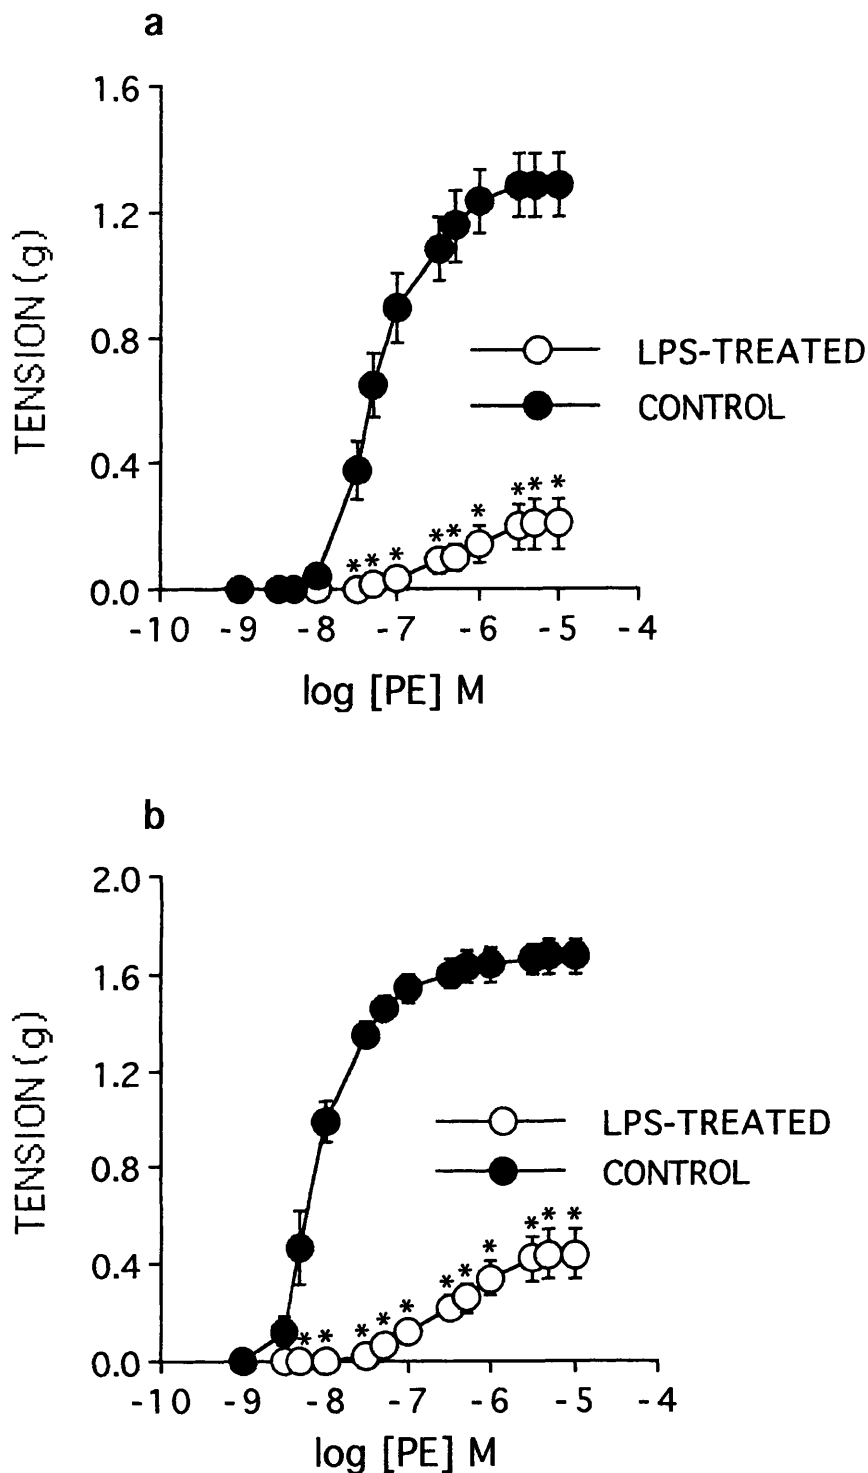 a
1.6
1.2
0.8
0.4
0.0
TENSION (g)
LPS-TREATED
CONTROL
* * * * * * * * *
-10 -9 -8 -7 -6 -5 -4
log [PE] M
b
2.0
1.6
1.2
0.8
0.4
0.0
TENSION (g)
LPS-TREATED
CONTROL
* * * * * * * * * * *
-10 -9 -8 -7 -6 -5 -4
log [PE] M